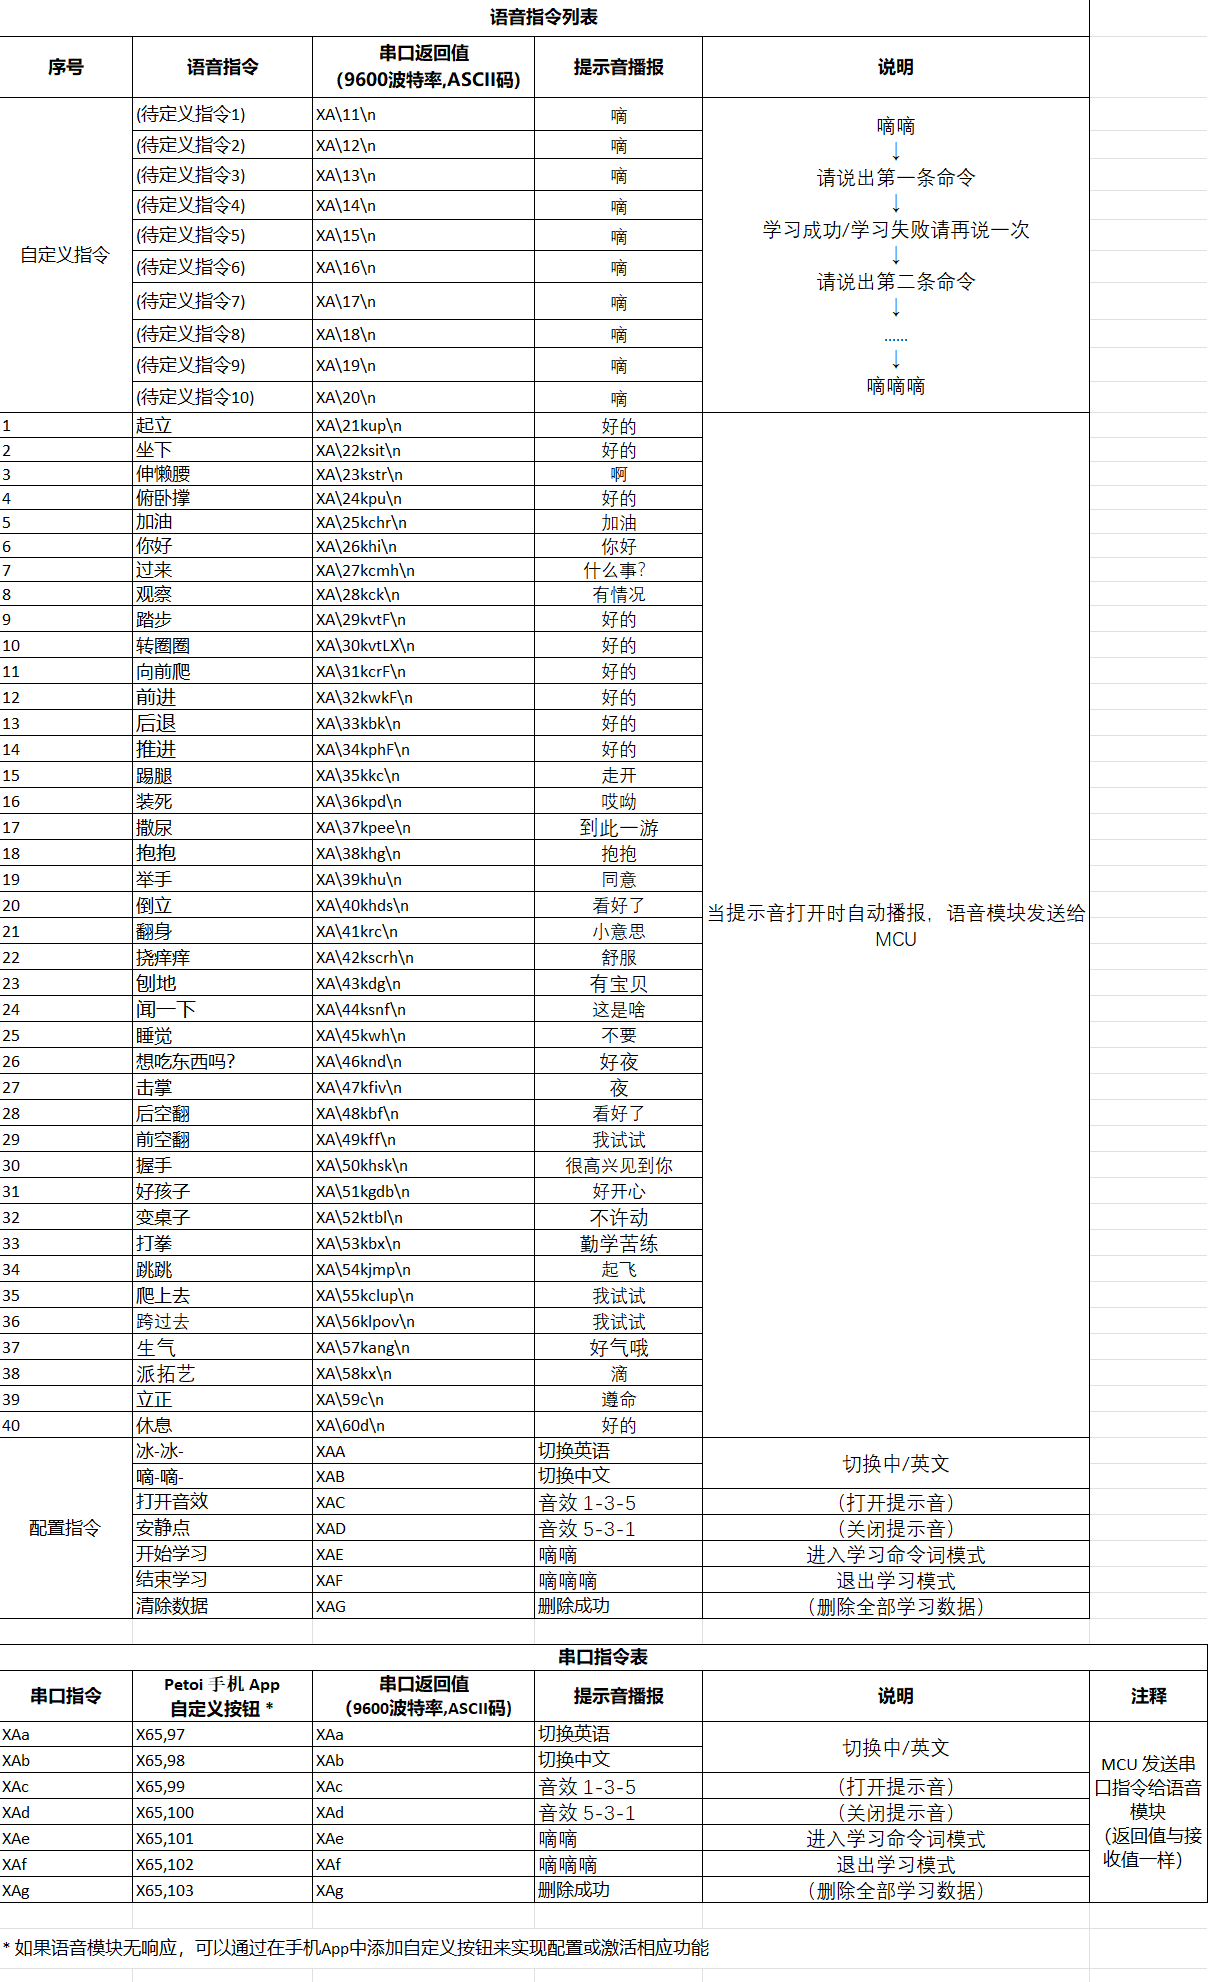 语音指令列表
序号 语音指令 串口返回值 (9600波特率,ASCII码) 提示音播报 说明
自定义指令
(待定义指令1) XA\11\n 嘀
(待定义指令2) XA\12\n 嘀
(待定义指令3) XA\13\n 嘀
(待定义指令4) XA\14\n 嘀
(待定义指令5) XA\15\n 嘀
(待定义指令6) XA\16\n 嘀
(待定义指令7) XA\17\n 嘀
(待定义指令8) XA\18\n 嘀
(待定义指令9) XA\19\n 嘀
(待定义指令10) XA\20\n 嘀
嘀嘀
↓
请说出第一条命令
↓
学习成功/学习失败请再说一次
↓
请说出第二条命令
↓
......
↓
嘀嘀嘀
1 起立 XA\21kup\n 好的
2 坐下 XA\22ksit\n 好的
3 伸懒腰 XA\23kstr\n 啊
4 俯卧撑 XA\24kpu\n 好的
5 加油 XA\25kchr\n 加油
6 你好 XA\26khi\n 你好
7 过来 XA\27kcmh\n 什么事?
8 观察 XA\28kck\n 有情况
9 踏步 XA\29kvtF\n 好的
10 转圈圈 XA\30kvtLX\n 好的
11 向前爬 XA\31kcrF\n 好的
12 前进 XA\32kwkF\n 好的
13 后退 XA\33kbk\n 好的
14 推进 XA\34kphF\n 好的
15 踢腿 XA\35kkc\n 走开
16 装死 XA\36kpd\n 哎呦
17 撒尿 XA\37kpee\n 到此一游
18 抱抱 XA\38khg\n 抱抱
19 举手 XA\39khu\n 同意
20 倒立 XA\40khds\n 看好了
21 翻身 XA\41krc\n 小意思
22 挠痒痒 XA\42kscrh\n 舒服
23 刨地 XA\43kdg\n 有宝贝
24 闻一下 XA\44ksnf\n 这是啥
25 睡觉 XA\45kwh\n 不要
26 想吃东西吗? XA\46knd\n 好夜
27 击掌 XA\47kfiv\n 夜
28 后空翻 XA\48kbf\n 看好了
29 前空翻 XA\49kff\n 我试试
30 握手 XA\50khsk\n 很高兴见到你
31 好孩子 XA\51kgdb\n 好开心
32 变桌子 XA\52ktbl\n 不许动
33 打拳 XA\53kbx\n 勤学苦练
34 跳跳 XA\54kjmp\n 起飞
35 爬上去 XA\55kclup\n 我试试
36 跨过去 XA\56klpov\n 我试试
37 生气 XA\57kang\n 好气哦
38 派拓艺 XA\58kx\n 滴
39 立正 XA\59c\n 遵命
40 休息 XA\60d\n 好的
当提示音打开时自动播报，语音模块发送给
MCU
配置指令
冰-冰- XAA 切换英语
嘀-嘀- XAB 切换中文
切换中/英文
打开音效 XAC 音效 1-3-5 （打开提示音）
安静点 XAD 音效 5-3-1 （关闭提示音）
开始学习 XAE 嘀嘀 进入学习命令词模式
结束学习 XAF 嘀嘀嘀 退出学习模式
清除数据 XAG 删除成功 （删除全部学习数据）
串口指令表
串口指令 Petoi 手机 App 自定义按钮 * 串口返回值 (9600波特率,ASCII码) 提示音播报 说明 注释
XAa X65,97 XAa 切换英语
XAb X65,98 XAb 切换中文
切换中/英文
XAc X65,99 XAc 音效 1-3-5 （打开提示音）
XAd X65,100 XAd 音效 5-3-1 （关闭提示音）
XAe X65,101 XAe 嘀嘀 进入学习命令词模式
XAf X65,102 XAf 嘀嘀嘀 退出学习模式
XAg X65,103 XAg 删除成功 （删除全部学习数据）
MCU 发送串
口指令给语音
模块
（返回值与接
收值一样）
* 如果语音模块无响应，可以通过在手机App中添加自定义按钮来实现配置或激活相应功能